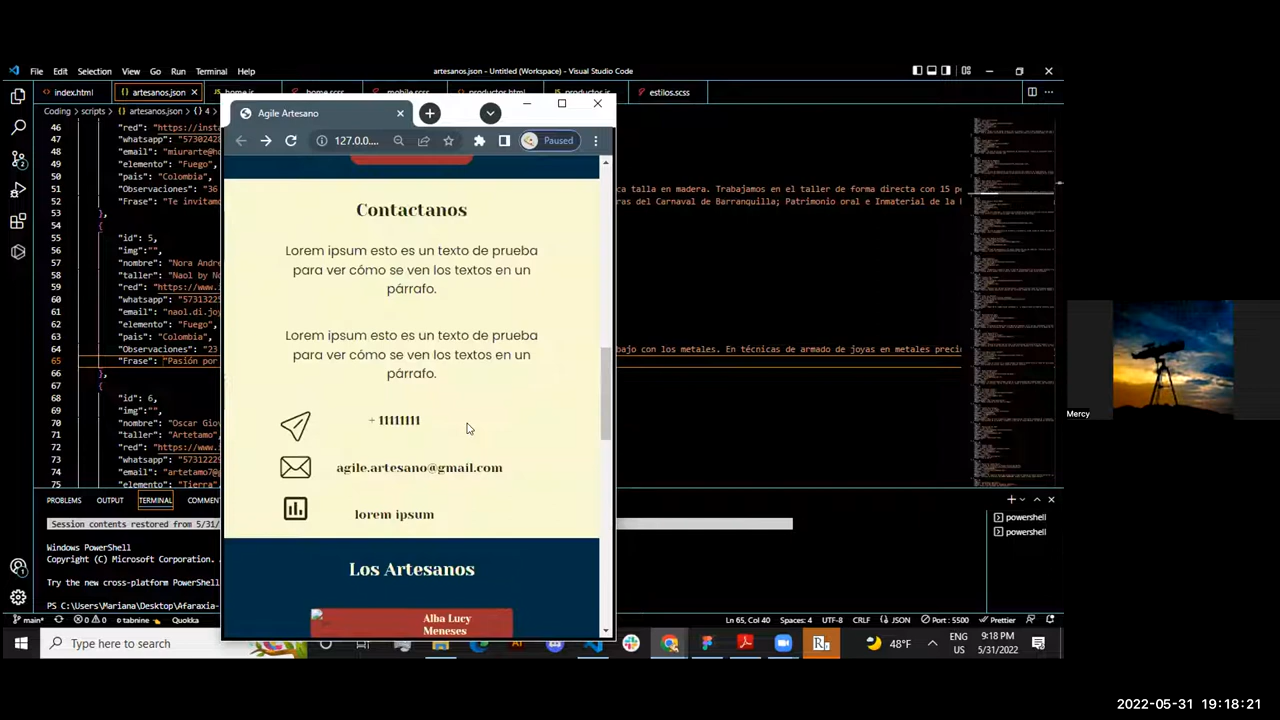 File Edit Selection View Go Run Terminal Help
artesanos.json - Untitled (Workspace) - Visual Studio Code
index.html
artesanos.json
home.js
home.scss
mobile.scss
productos.html
productos.js
estilos.scss
Coding > scripts > artesanos.json >
Agile Artesano
127.0.0....
Paused
46 "red": "https://insta
47 "whatsapp": "57302428
48 "email": "miurarte@ho
49 "elemento": "Fuego",
50 "pais": "Colombia",
51 "Observaciones": "36
ca talla en madera. Trabajamos en el taller de forma directa con 15 pe
52 "frase": "Te invitamo
ras del Carnaval de Barranquilla; Patrimonio oral e Inmaterial de la H
53 },
54 {
55 "id": 5,
56 "img":"",
57 "nombre": "Nora Andre
58 "taller": "Naol by No
59 "red": "https://www.i
60 "whatsapp": "57313225
61 "email": "naol.di.joy
62 "elemento": "Fuego",
63 "pais": "Colombia",
64 "Observaciones": "23
bajo con los metales.
técnicas de armado de joyas en metales preci
65 "Frase": "Pasión por
66 },
67 {
68 "id": 6,
69 "img":"",
70 "nombre": "Oscar Giov
71 "taller": "Artetamo",
72 "red": "https://www.i
73 "whatsapp": "57312229
74 "email": "artetamo7@g
75 "elemento": "Tierra",
Contactanos
Lorem ipsum esto es un texto de prueba
para ver cómo se ven los textos en un
párrafo.
Lorem ipsum esto es un texto de prueba
para ver cómo se ven los textos en un
párrafo.
+ 11111111
agile.artesano@gmail.com
lorem ipsum
Los Artesanos
Alba Lucy
Meneses
Mercy
PROBLEMS OUTPUT TERMINAL COMMENTS
Session contents restored from 5/31/
Windows PowerShell
Copyright (C) Microsoft Corporation.
Try the new cross-platform PowerShell
PS C:\Users\Mariana\Desktop\Afaraxia-
powershell
powershell
main* 0 0 tabnine Quokka
Ln 65, Col 40 Spaces: 4 UTF-8 CRLF JSON Port : 5500 Prettier
Type here to search
48°F
ENG
US
9:18 PM
5/31/2022
2022-05-31 19:18:21